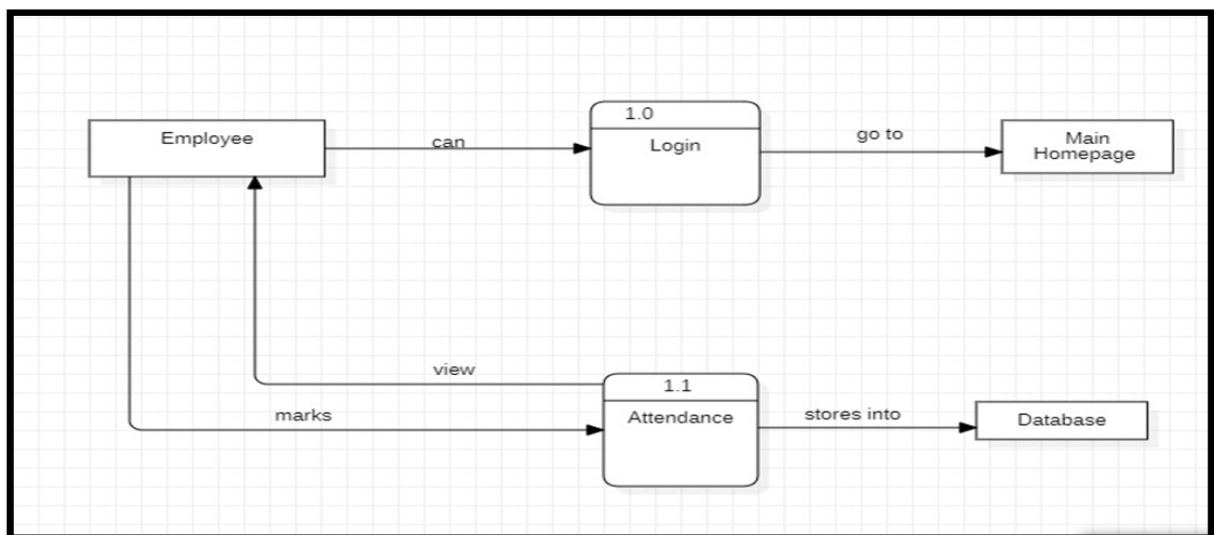 1.0
Employee
can
Login
go to
Main
Homepage
view
1.1
marks
Attendance
stores into
Database